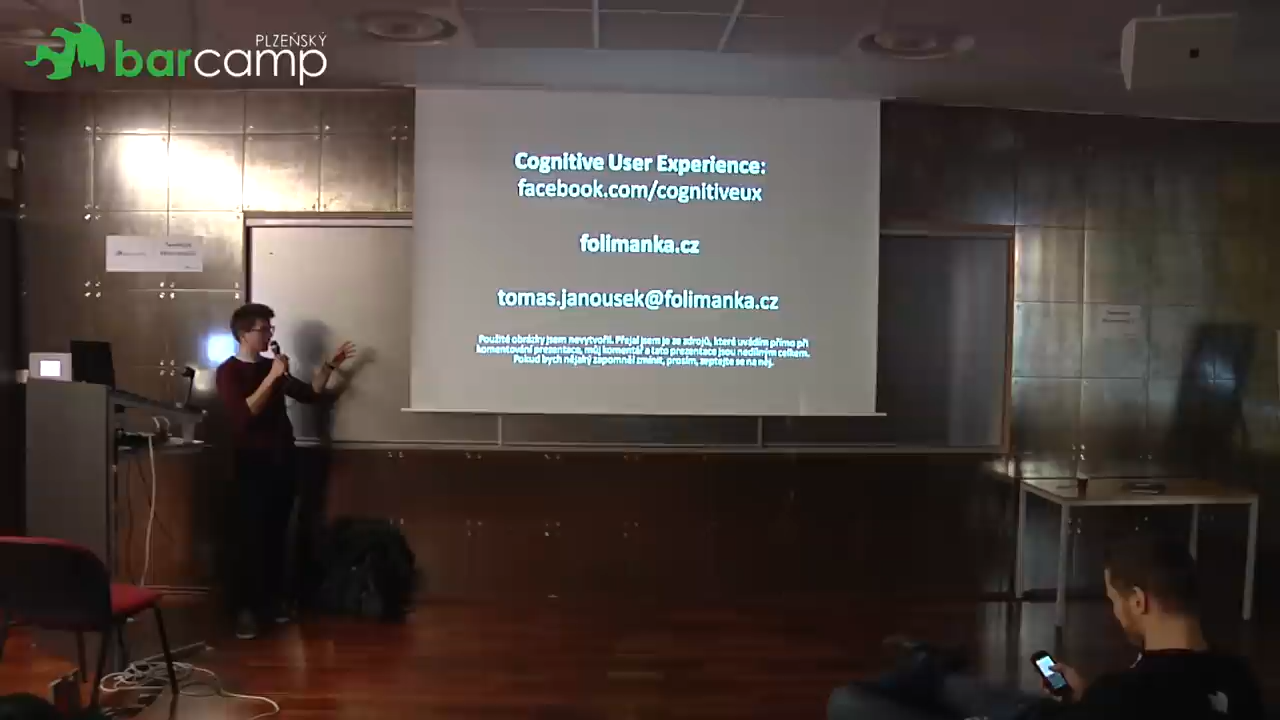 PLZEŇSKÝ
barcamp
Cognitive User Experience:
facebook.com/cognitiveux
folimanka.cz
tomas.janousek@folimanka.cz
Použité obrázky jsem nevytvořil. Přejal jsem je ze zdrojů, které uvádím přímo při
komentování prezentace, můj komentář a tato prezentace jsou nedílným celkem.
Pokud bych nějaký zapomněl zmínit, prosím, zeptejte se na něj.